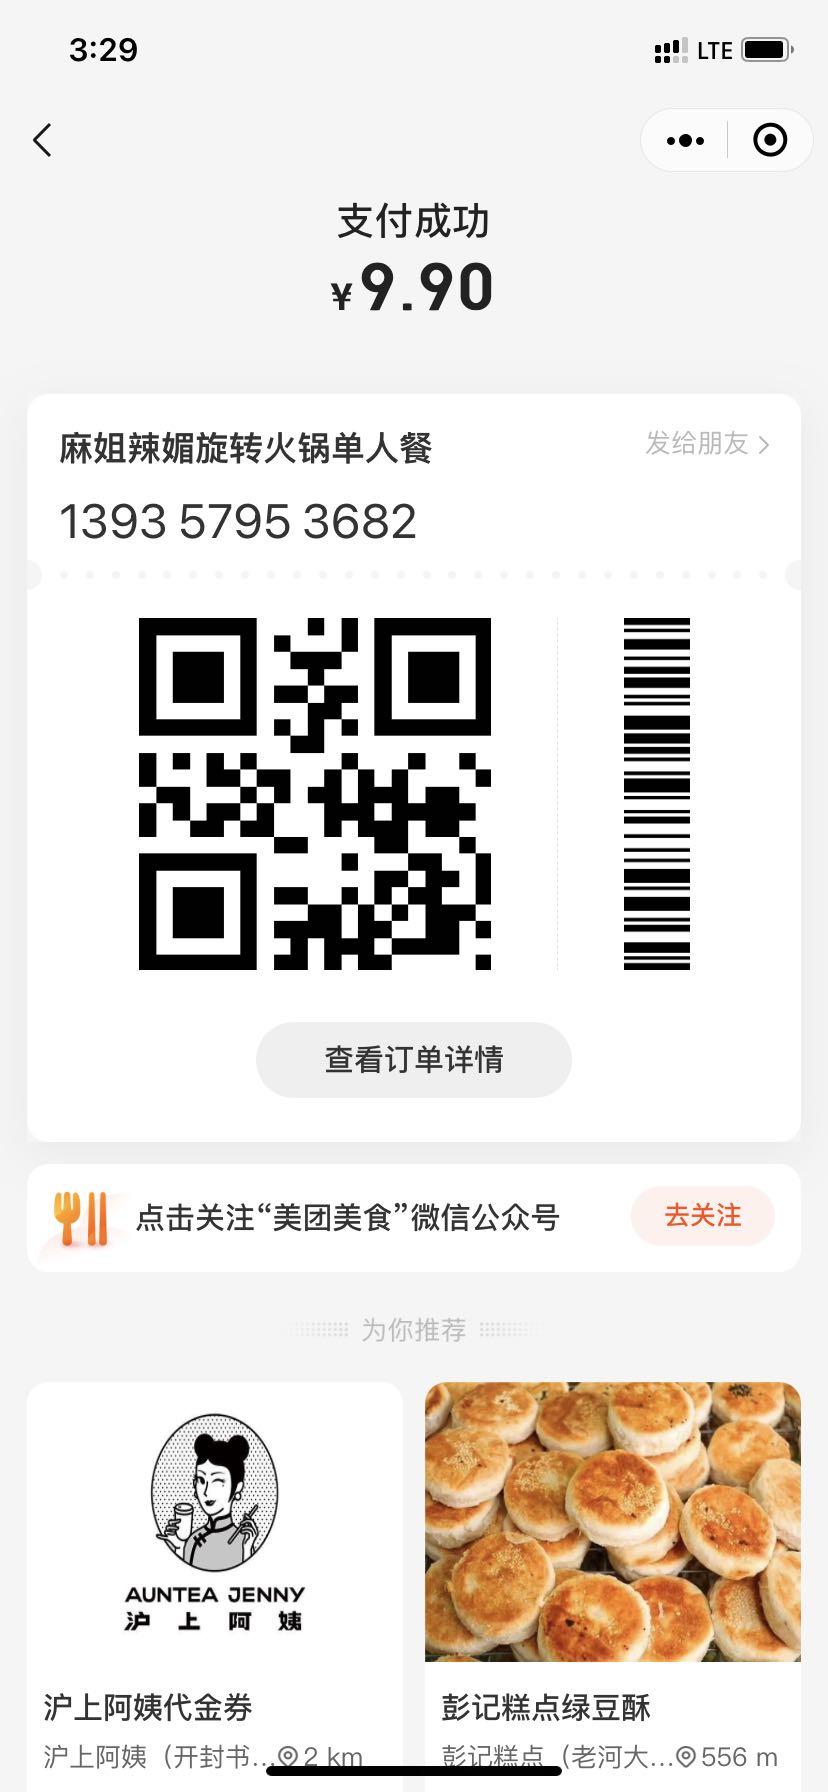 3:29
LTE
支付成功
¥9.90
麻姐辣媚旋转火锅单人餐
发给朋友
1393 5795 3682
查看订单详情
点击关注“美团美食”微信公众号
去关注
为你推荐
AUNTEA JENNY
沪上阿姨
沪上阿姨代金券
沪上阿姨（开封书...2 km
彭记糕点绿豆酥
彭记糕点（老河大...556 m